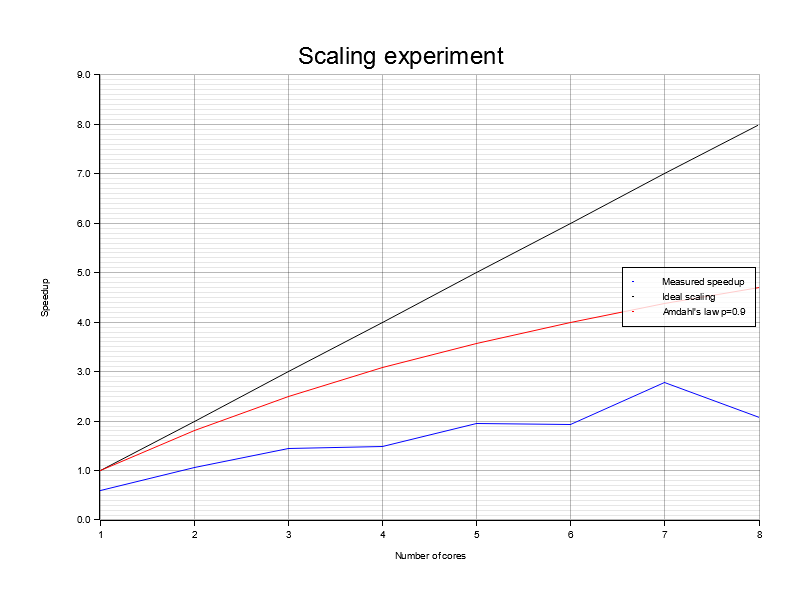 Scaling experiment
9.0
8.0
7.0
6.0
5.0
4.0
3.0
2.0
1.0
0.0
Speedup
Measured speedup
Ideal scaling
Amdahl's law p=0.9
1 2 3 4 5 6 7 8
Number of cores